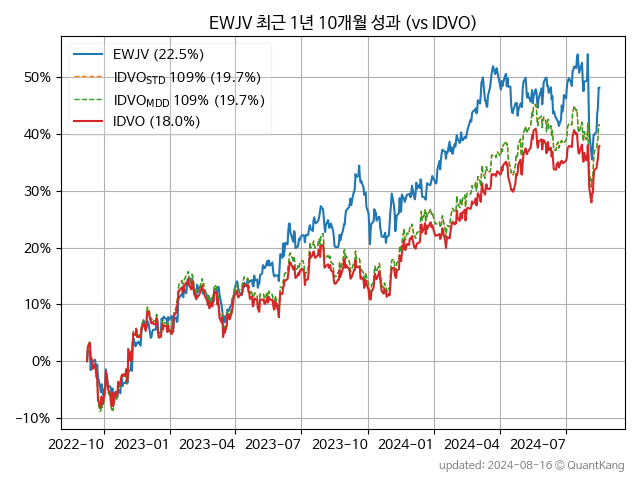 EWJV 최근 1년 10개월 성과 (vs IDVO)
EWJV (22.5%)
IDVO_STD 109% (19.7%)
IDVO_MDD 109% (19.7%)
IDVO (18.0%)
50%
40%
30%
20%
10%
0%
−10%
2022−10 2023−01 2023−04 2023−07 2023−10 2024−01 2024−04 2024−07
updated: 2024−08−16 © QuantKang